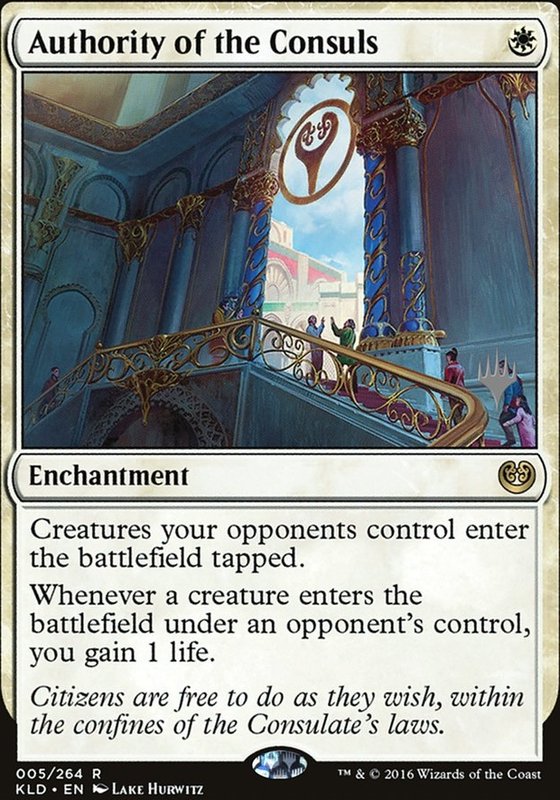 Authority of the Consuls
Enchantment
Creatures your opponents control enter
the battlefield tapped.
Whenever a creature enters the
battlefield under an opponent's control,
you gain 1 life.
Citizens are free to do as they wish, within
the confines of the Consulate's laws.
005/264 R
KLD • EN Lake Hurwitz
™ & © 2016 Wizards of the Coast